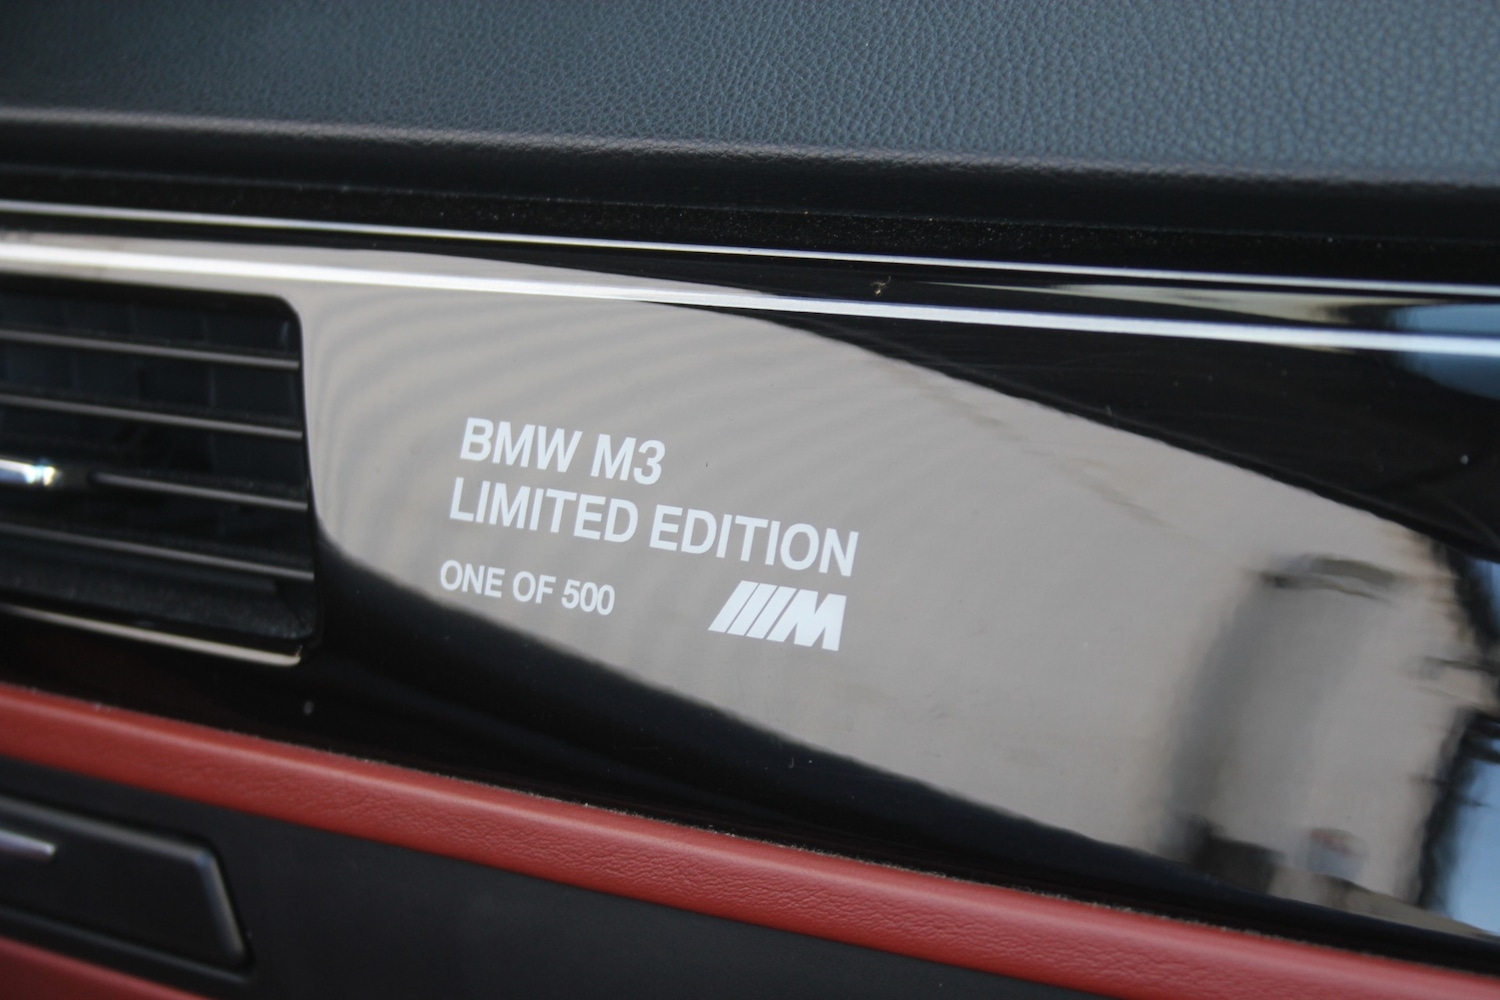 BMW M3
LIMITED EDITION
ONE OF 500
M